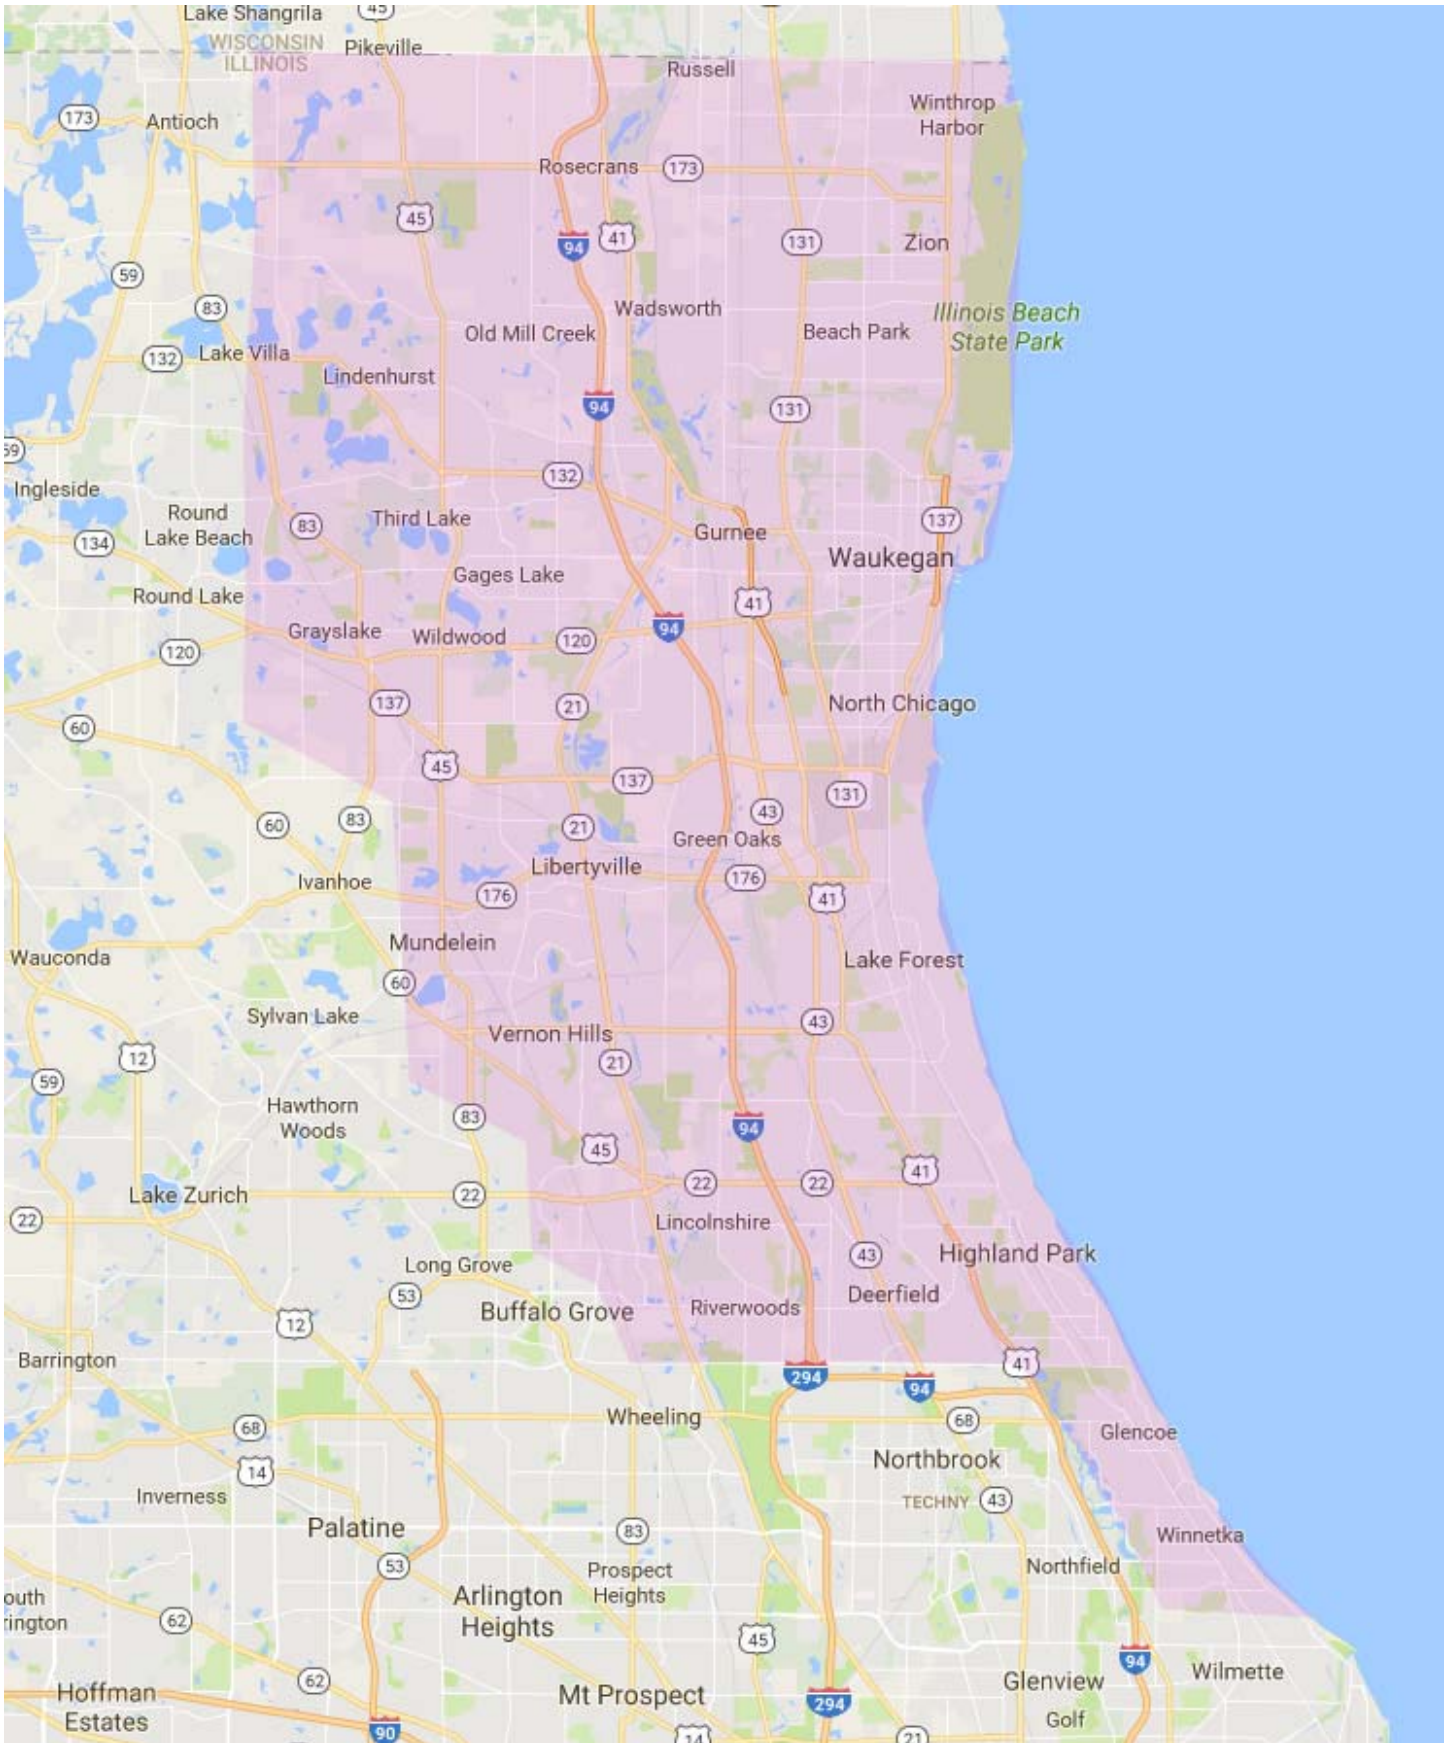 Lake Shangrila
45
WISCONSIN
ILLINOIS
Pikeville
Russell
Winthrop
Harbor
173
Antioch
Rosecrans
173
45
41
94
131
Zion
59
83
Wadsworth
Illinois Beach
State Park
Old Mill Creek
Beach Park
132
Lake Villa
Lindenhurst
94
131
59
132
Ingleside
Round
Lake Beach
83
Third Lake
137
Gurnee
134
Waukegan
Gages Lake
Round Lake
41
94
Grayslake
Wildwood
120
120
137
21
North Chicago
60
45
137
131
43
60
83
21
Green Oaks
Libertyville
176
Ivanhoe
176
41
Mundelein
Wauconda
Lake Forest
60
Sylvan Lake
43
Vernon Hills
12
21
59
Hawthorn
Woods
83
94
45
41
22
22
Lake Zurich
22
22
Lincolnshire
43
Highland Park
Long Grove
53
Deerfield
Riverwoods
Buffalo Grove
12
Barrington
41
294
94
Wheeling
68
68
Glencoe
Northbrook
14
Inverness
TECHNY
43
Palatine
83
Winnetka
53
Northfield
Prospect
Heights
Arlington
Heights
outh
rington
62
45
94
Wilmette
62
Glenview
Hoffman
Estates
Mt Prospect
294
Golf
90
14
21